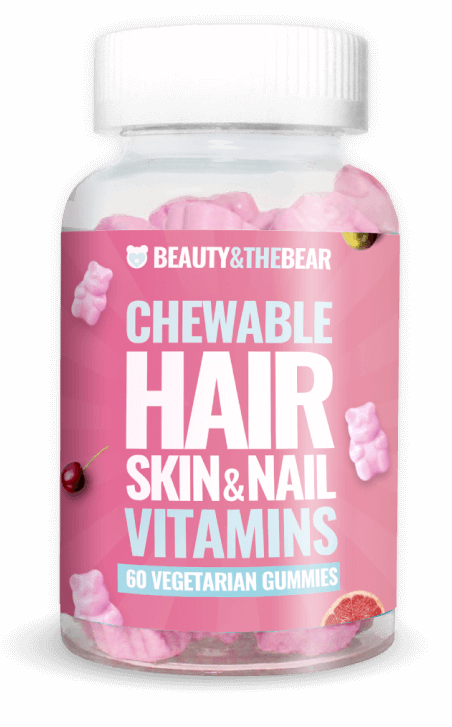 BEAUTY&THEBEAR
CHEWABLE
HAIR
SKIN&NAIL
VITAMINS
60 VEGETARIAN GUMMIES